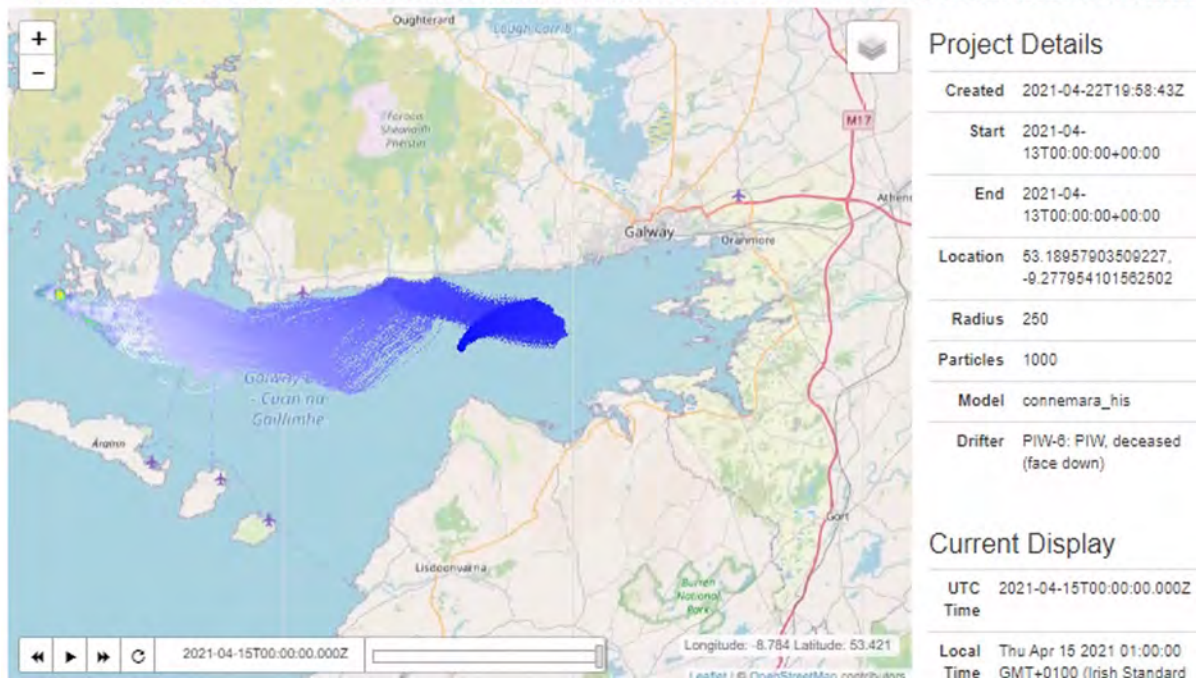 +
−
Oughterard
Lough Corrib
Foraois
Sheanadh
Pheistin
M17
Athenr
Galway
Oranmore
Galway B
- Cuan na
Gaillimhe
Árainn
Gort
Lisdoonvarna
Burren
National
Park
2021-04-15T00:00:00.000Z
Longitude: -8.784 Latitude: 53.421
Leaflet | © OpenStreetMap contributors
Project Details
Created 2021-04-22T19:58:43Z
Start 2021-04-
13T00:00:00+00:00
End 2021-04-
13T00:00:00+00:00
Location 53.18957903509227,
-9.277954101562502
Radius 250
Particles 1000
Model connemara_his
Drifter PIW-6: PIW, deceased
(face down)
Current Display
UTC 2021-04-15T00:00:00.000Z
Time
Local Thu Apr 15 2021 01:00:00
Time GMT+0100 (Irish Standard